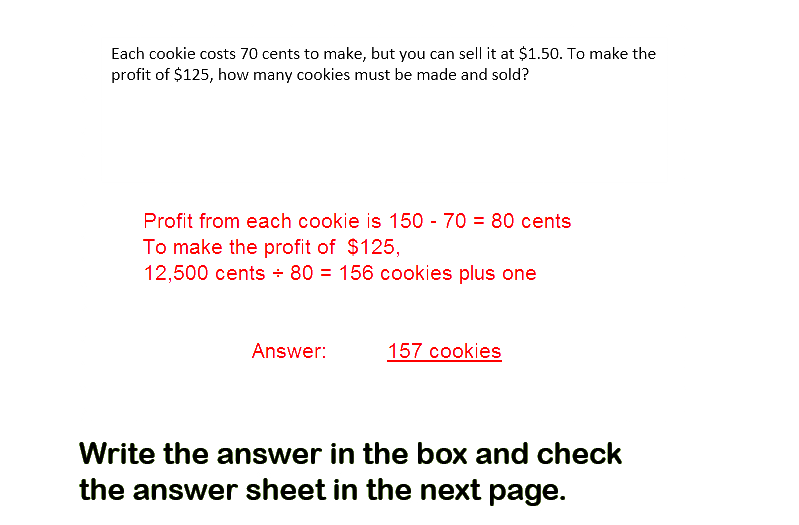 Each cookie costs 70 cents to make, but you can sell it at $1.50. To make the
profit of $125, how many cookies must be made and sold?
Profit from each cookie is 150 - 70 = 80 cents
To make the profit of $125,
12,500 cents ÷ 80 = 156 cookies plus one
Answer: 157 cookies
Write the answer in the box and check
the answer sheet in the next page.